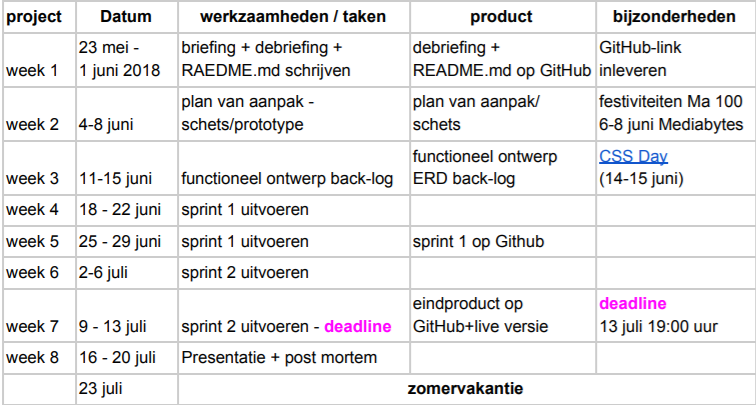 project Datum werkzaamheden / taken product bijzonderheden
23 mei - briefing + debriefing + debriefing + GitHub-link
week 1 1 juni 2018 RAEDME.md schrijven README.md op GitHub inleveren
plan van aanpak - plan van aanpak/ festiviteiten Ma 100
week 2 4-8 juni schets/prototype schets 6-8 juni Mediabytes
functioneel ontwerp CSS Day
week 3 11-15 juni functioneel ontwerp back-log ERD back-log (14-15 juni)
week 4 18 - 22 juni sprint 1 uitvoeren
week 5 25 - 29 juni sprint 1 uitvoeren sprint 1 op Github
week 6 2-6 juli sprint 2 uitvoeren
eindproduct op deadline
week 7 9 - 13 juli sprint 2 uitvoeren - deadline GitHub+live versie 13 juli 19:00 uur
week 8 16 - 20 juli Presentatie + post mortem
23 juli zomervakantie